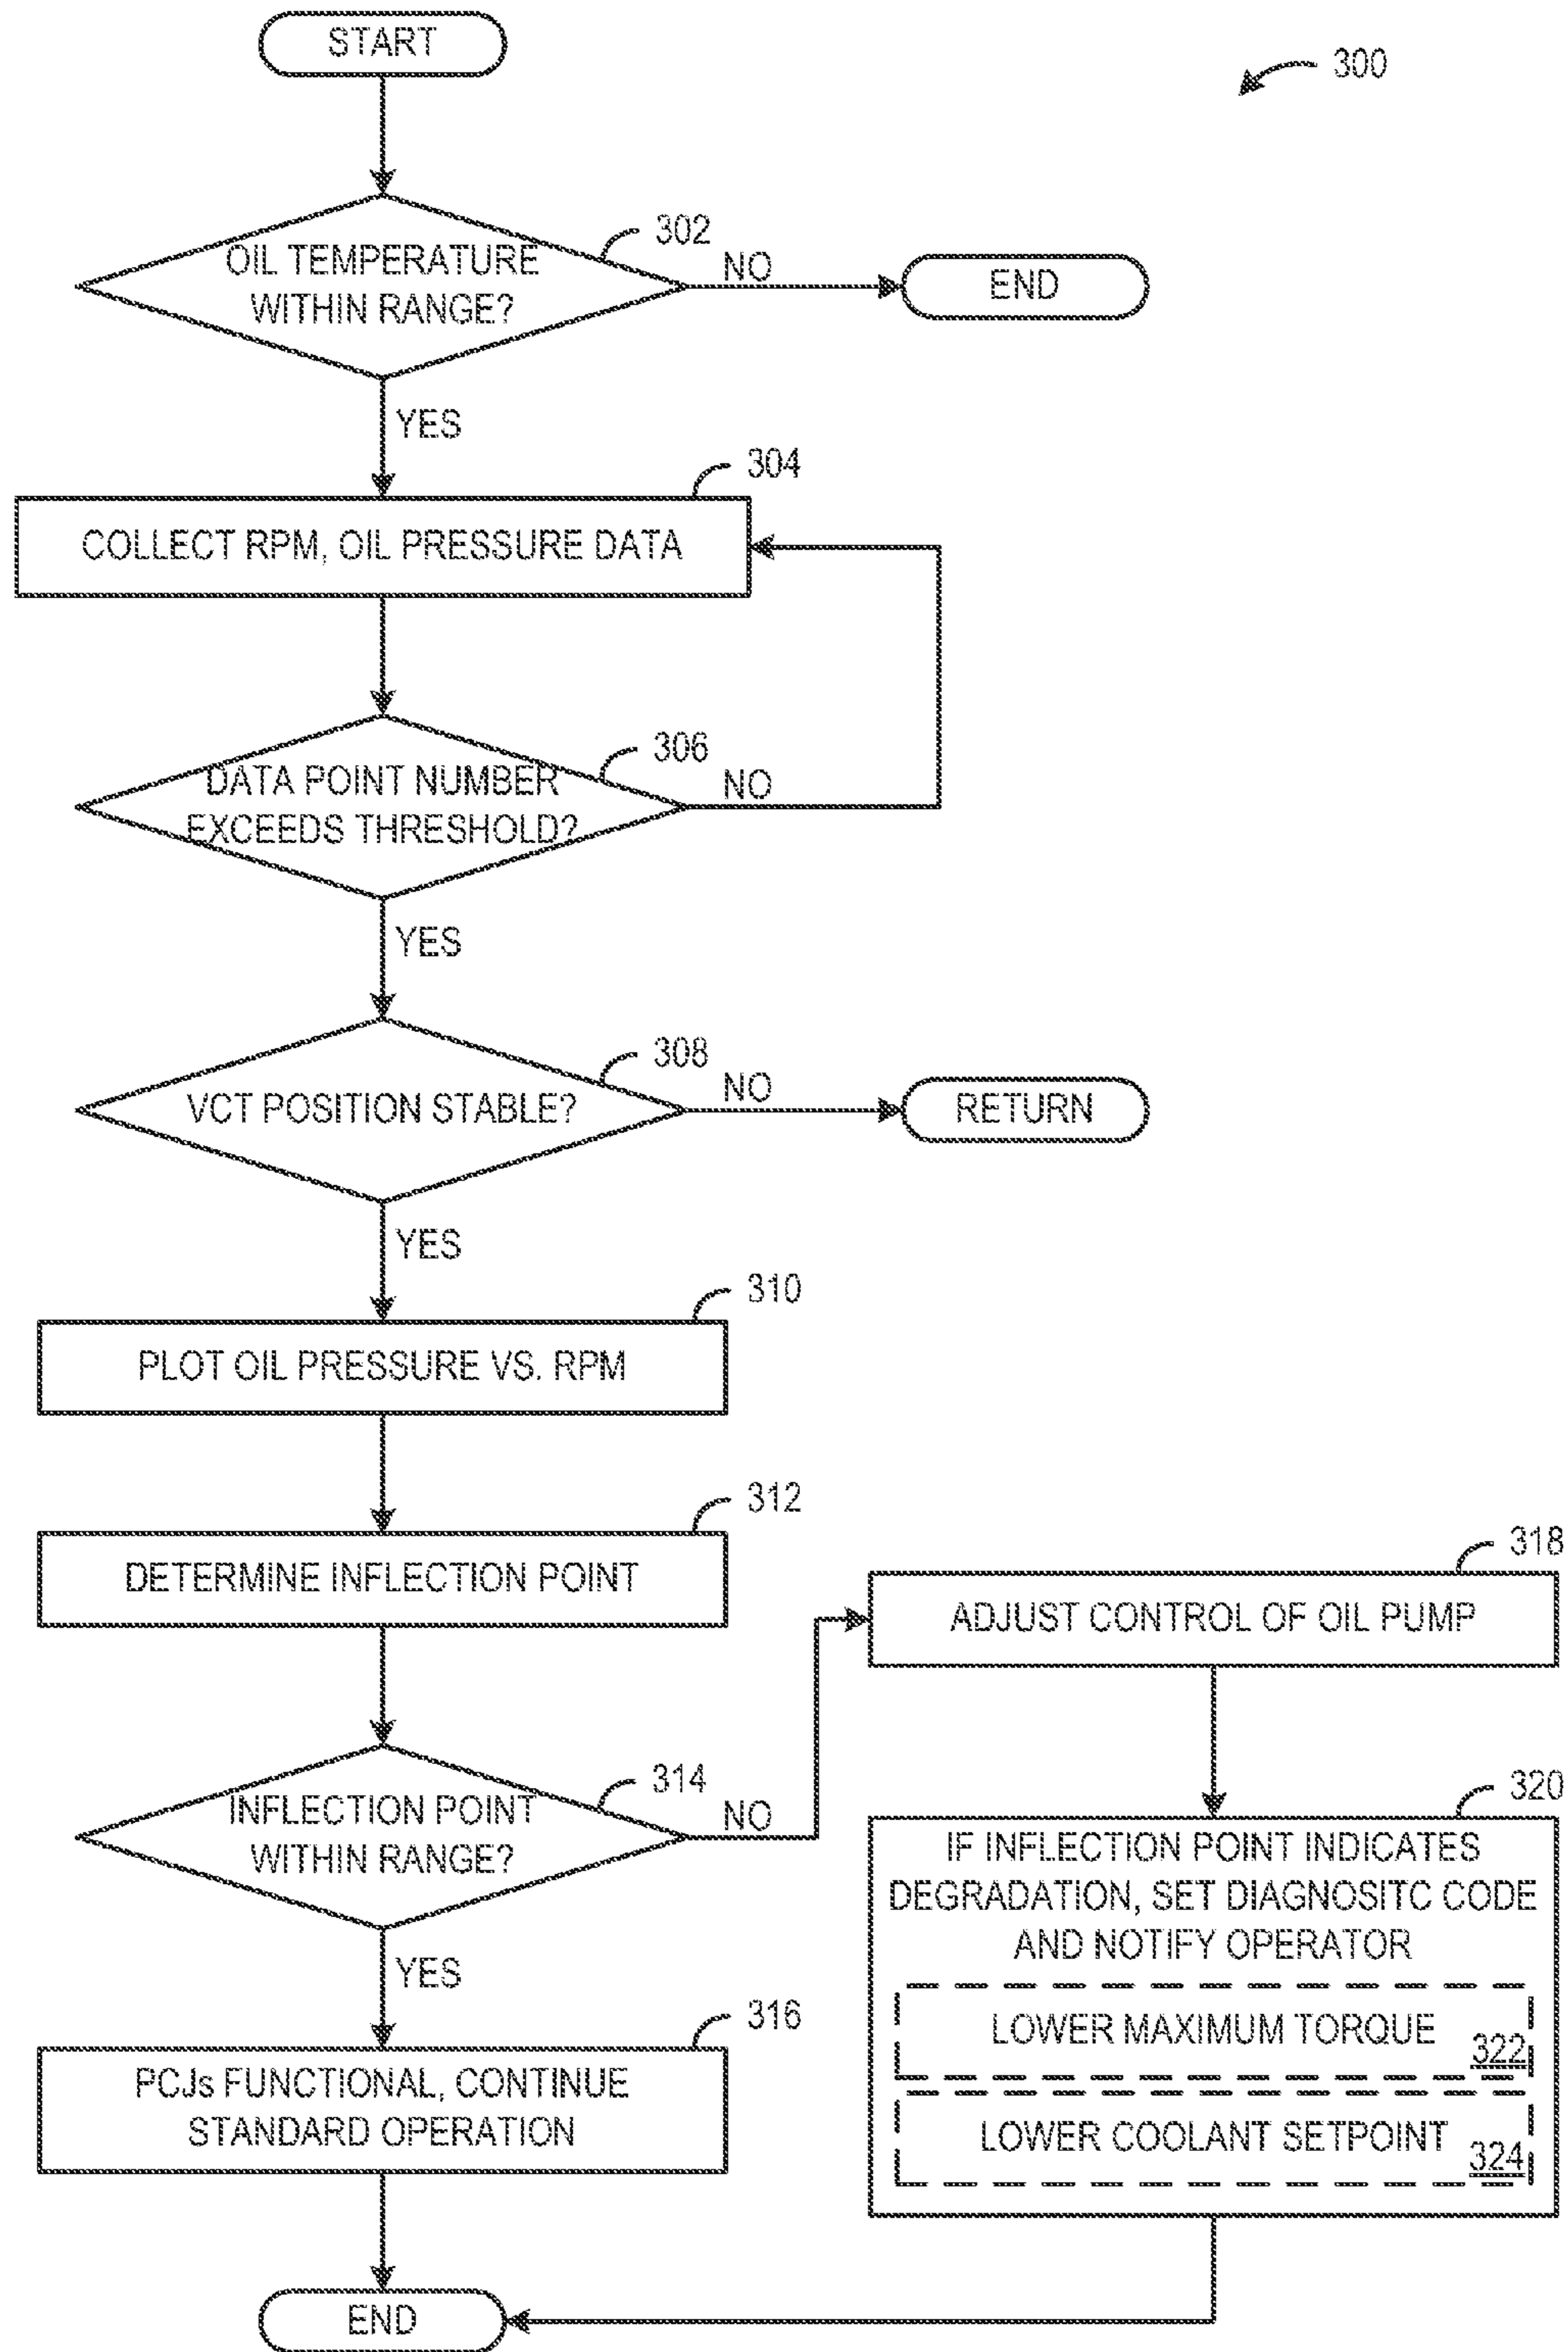 START
300
302
OIL TEMPERATURE
WITHIN RANGE?
NO
END
YES
304
COLLECT RPM, OIL PRESSURE DATA
306
DATA POINT NUMBER
EXCEEDS THRESHOLD?
NO
YES
308
VCT POSITION STABLE?
NO
RETURN
YES
310
PLOT OIL PRESSURE VS. RPM
312
DETERMINE INFLECTION POINT
318
ADJUST CONTROL OF OIL PUMP
314
INFLECTION POINT
WITHIN RANGE?
NO
320
IF INFLECTION POINT INDICATES
DEGRADATION, SET DIAGNOSITC CODE
AND NOTIFY OPERATOR
LOWER MAXIMUM TORQUE
322
LOWER COOLANT SETPOINT
324
YES
316
PCJs FUNCTIONAL, CONTINUE
STANDARD OPERATION
END